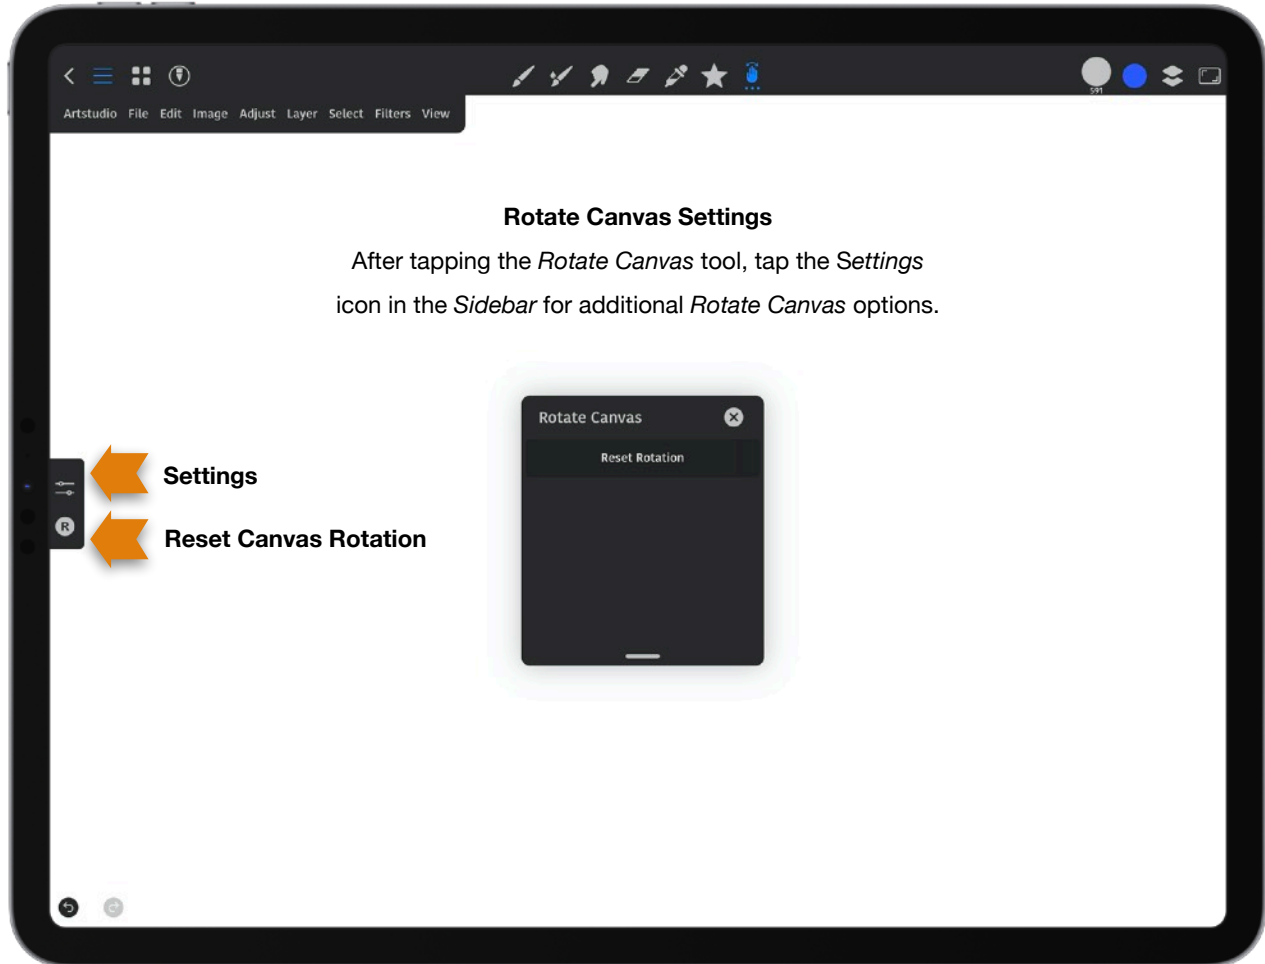 591
Artstudio File Edit Image Adjust Layer Select Filters View
Rotate Canvas Settings
After tapping the Rotate Canvas tool, tap the Settings
icon in the Sidebar for additional Rotate Canvas options.
Rotate Canvas
Reset Rotation
Settings
R
Reset Canvas Rotation